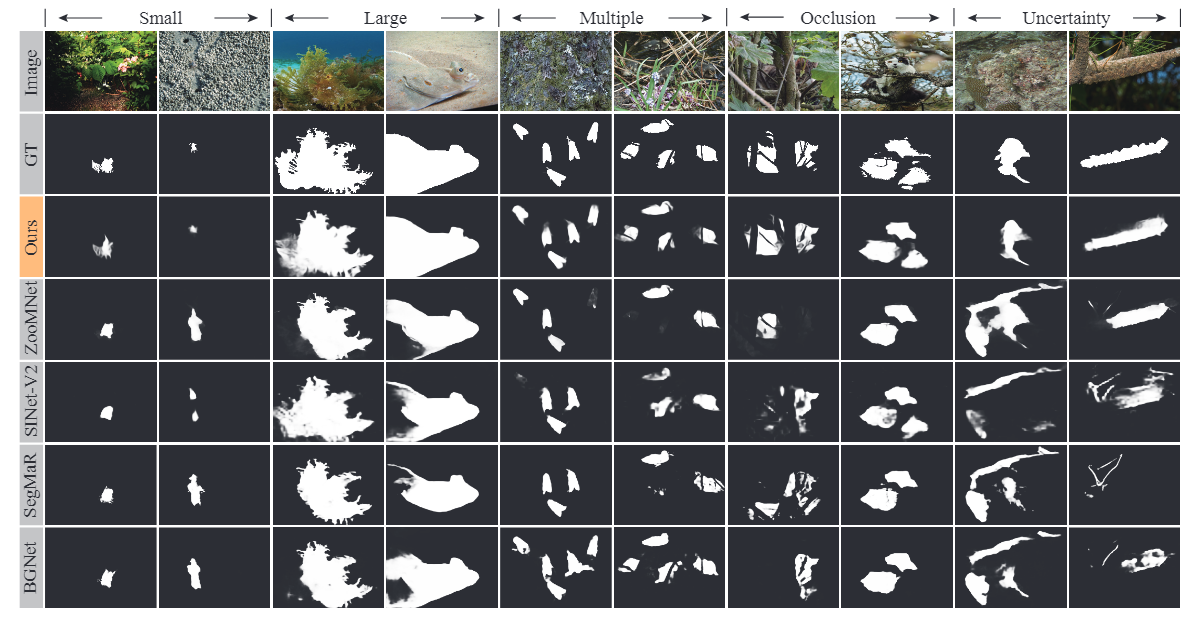 Small
Large
Multiple
Occlusion
Uncertainty
Image
GT
Ours
ZooMNet
SINet-V2
SegMaR
BGNet